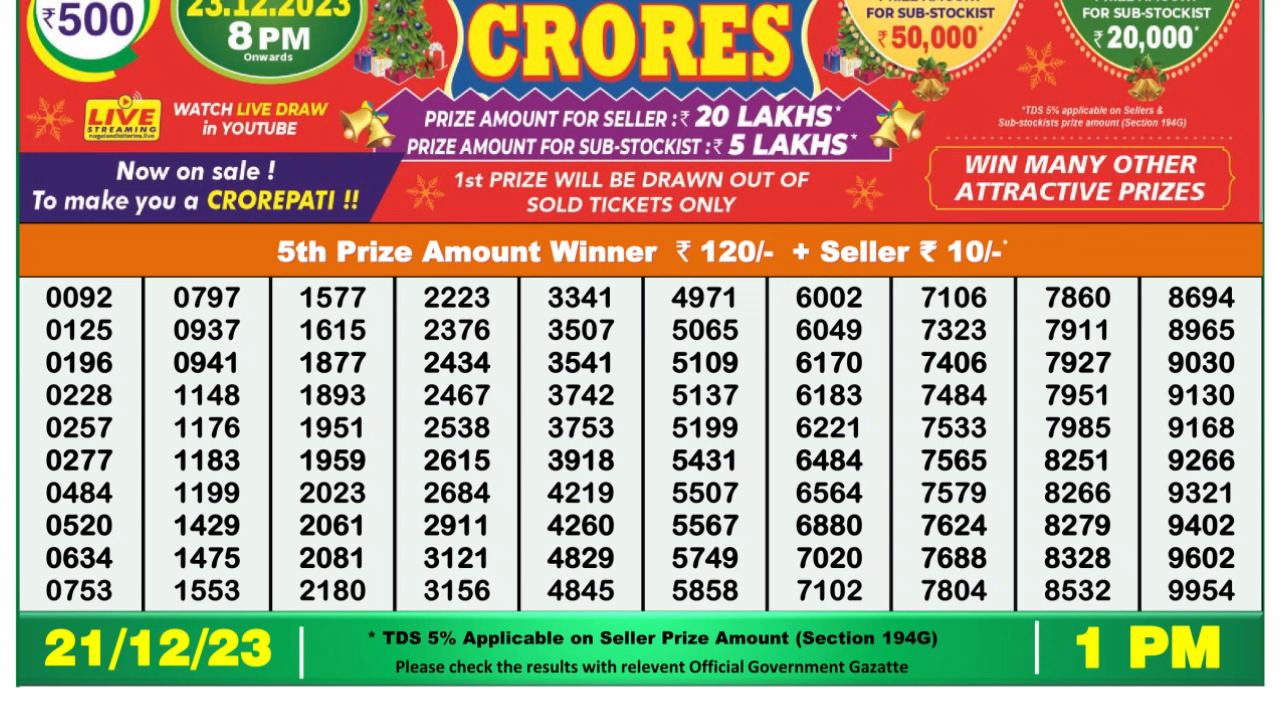 ₹500
23.12.2023
8 PM
Onwards
CRORES
FOR SUB-STOCKIST
₹ 50,000*
FOR SUB-STOCKIST
₹ 20,000*
LIVE
STREAMING
nagalandlotteries.live
WATCH LIVE DRAW
in YOUTUBE
PRIZE AMOUNT FOR SELLER :₹ 20 LAKHS*
PRIZE AMOUNT FOR SUB-STOCKIST :₹ 5 LAKHS*
*TDS 5% applicable on Sellers &
Sub-stockists prize amount (Section 194G)
Now on sale !
To make you a CROREPATI !!
1st PRIZE WILL BE DRAWN OUT OF
SOLD TICKETS ONLY
WIN MANY OTHER
ATTRACTIVE PRIZES
5th Prize Amount Winner ₹ 120/- + Seller ₹ 10/-*
0092 0797 1577 2223 3341 4971 6002 7106 7860 8694
0125 0937 1615 2376 3507 5065 6049 7323 7911 8965
0196 0941 1877 2434 3541 5109 6170 7406 7927 9030
0228 1148 1893 2467 3742 5137 6183 7484 7951 9130
0257 1176 1951 2538 3753 5199 6221 7533 7985 9168
0277 1183 1959 2615 3918 5431 6484 7565 8251 9266
0484 1199 2023 2684 4219 5507 6564 7579 8266 9321
0520 1429 2061 2911 4260 5567 6880 7624 8279 9402
0634 1475 2081 3121 4829 5749 7020 7688 8328 9602
0753 1553 2180 3156 4845 5858 7102 7804 8532 9954
21/12/23
* TDS 5% Applicable on Seller Prize Amount (Section 194G)
Please check the results with relevent Official Government Gazatte
1 PM